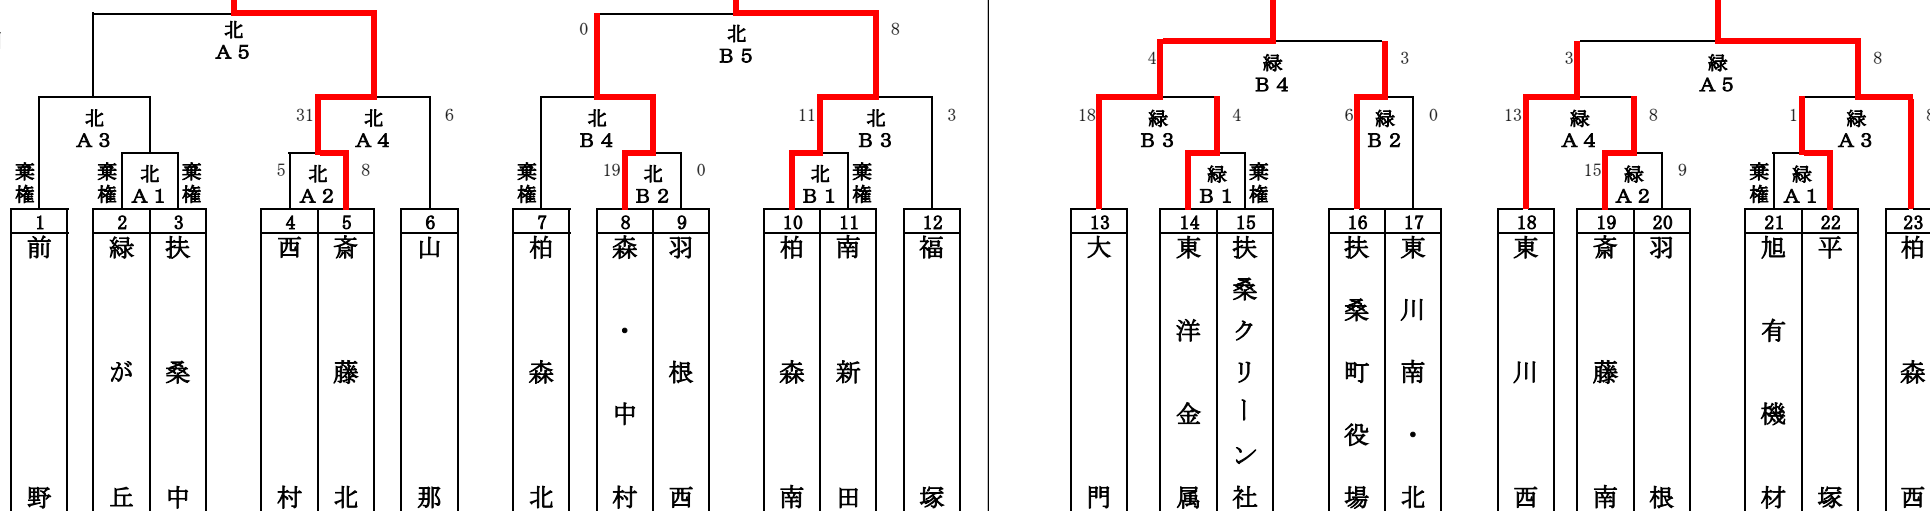 北
A5
0
北
B5
8
4
緑
B4
3
3
緑
A5
8
北
A3
31
北
A4
6
北
B4
11
北
B3
3
18
緑
B3
4
6
緑
B2
0
13
緑
A4
8
1
緑
A3
棄権
棄権
北
A1
棄権
5
北
A2
8
棄権
19
北
B2
0
北
B1
棄権
緑
B1
棄権
15
緑
A2
9
棄権
緑
A1
1
2
3
4
5
6
7
8
9
10
11
12
13
14
15
16
17
18
19
20
21
22
23
前野
緑が丘
扶桑中
西村
斎藤北
山那
柏森北
森・中村
羽根西
柏森南
南新田
福塚
大門
東洋金属
扶桑クリーン社
扶桑町役場
東川南・北
東川西
斎藤南
羽根
旭有機材
平塚
柏森西